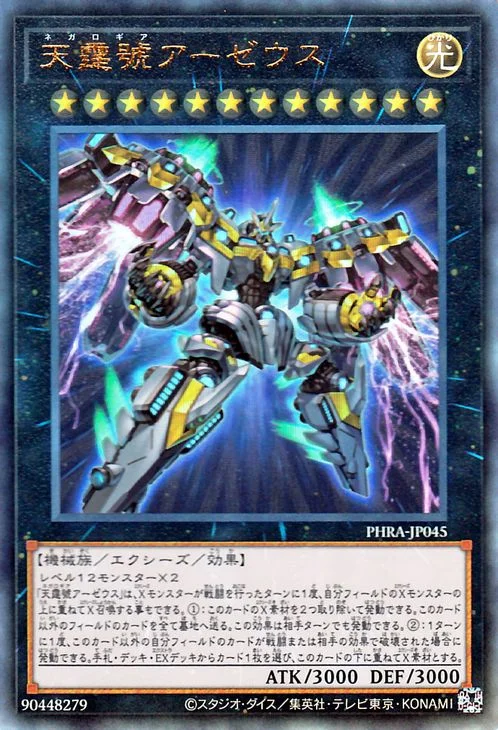 ネガロギア
天霆號アーゼウス
ひかり
光
PHRA-JP045
【機械族／エクシーズ／効果】
レベル12モンスター×2
「天霆號アーゼウス」は、Xモンスターが戦闘を行ったターンに1度、自分フィールドのXモンスターの
上に重ねてX召喚する事もできる。①：このカードのX素材を2つ取り除いて発動できる。このカード
以外のフィールドのカードを全て墓地へ送る。この効果は相手ターンでも発動できる。②：1ターン
に1度、このカード以外の自分フィールドのカードが戦闘または相手の効果で破壊された場合に
発動できる。手札・デッキ・EXデッキからカード1枚を選び、このカードの下に重ねてX素材とする。
ATK/3000 DEF/3000
90448279
©スタジオ・ダイス／集英社・テレビ東京・KONAMI